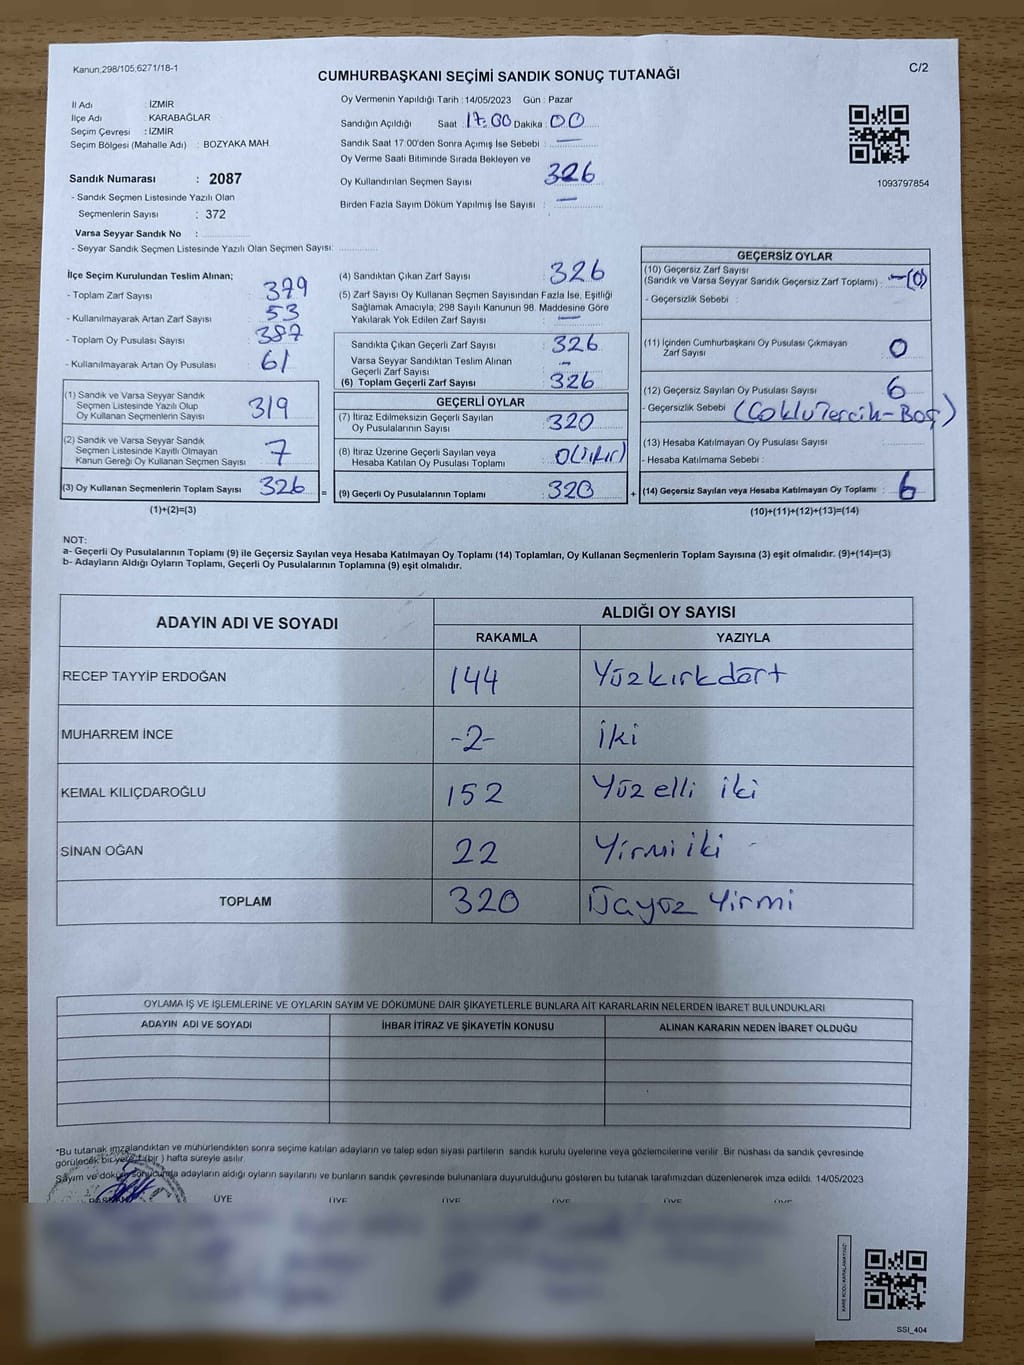 Kanun,298/105,6271/18-1
C/2
CUMHURBAŞKANI SEÇİMİ SANDIK SONUÇ TUTANAĞI
İl Adı : İZMİR
İlçe Adı : KARABAĞLAR
Seçim Çevresi : İZMİR
Seçim Bölgesi (Mahalle Adı) : BOZYAKA MAH.
Sandık Numarası : 2087
- Sandık Seçmen Listesinde Yazılı Olan
Seçmenlerin Sayısı : 372
Varsa Seyyar Sandık No :
- Seyyar Sandık Seçmen Listesinde Yazılı Olan Seçmen Sayısı:
Oy Vermenin Yapıldığı Tarih :14/05/2023 Gün : Pazar
Sandığın Açıldığı Saat :17:00 Dakika :00
Sandık Saat 17.00'den Sonra Açımış İse Sebebi : —
Oy Verme Saati Bitiminde Sırada Bekleyen ve
Oy Kullandırılan Seçmen Sayısı : 326
Birden Fazla Sayım Döküm Yapılmış İse Sayısı : —
1093797854
İlçe Seçim Kurulundan Teslim Alınan;
- Toplam Zarf Sayısı : 379
- Kullanılmayarak Artan Zarf Sayısı : 53
- Toplam Oy Pusulası Sayısı : 387
- Kullanılmayarak Artan Oy Pusulası : 61
(1) Sandık ve Varsa Seyyar Sandık
Seçmen Listesinde Yazılı Olup
Oy Kullanan Seçmenlerin Sayısı : 319
(2) Sandık ve Varsa Seyyar Sandık
Seçmen Listesinde Kayıtlı Olmayan
Kanun Gereği Oy Kullanan Seçmen Sayısı : 7
(3) Oy Kullanan Seçmenlerin Toplam Sayısı : 326
(1)+(2)=(3)
(4) Sandıktan Çıkan Zarf Sayısı : 326
(5) Zarf Sayısı Oy Kullanan Seçmen Sayısından Fazla İse, Eşitliği
Sağlamak Amacıyla, 298 Sayılı Kanunun 98. Maddesine Göre
Yakılarak Yok Edilen Zarf Sayısı : —
Sandıkta Çıkan Geçerli Zarf Sayısı : 326
Varsa Seyyar Sandıktan Teslim Alınan
Geçerli Zarf Sayısı : —
(6) Toplam Geçerli Zarf Sayısı : 326
GEÇERLİ OYLAR
(7) İtiraz Edilmeksizin Geçerli Sayılan
Oy Pusulalarının Sayısı : 320
(8) İtiraz Üzerine Geçerli Sayılan veya
Hesaba Katılan Oy Pusulası Toplamı : 0(sıfır)
= (9) Geçerli Oy Pusulalarının Toplamı : 320 +
GEÇERSİZ OYLAR
(10) Geçersiz Zarf Sayısı
(Sandık ve Varsa Seyyar Sandık Geçersiz Zarf Toplamı) : —(0)
- Geçersizlik Sebebi :
(11) İçinden Cumhurbaşkanı Oy Pusulası Çıkmayan
Zarf Sayısı : 0
(12) Geçersiz Sayılan Oy Pusulası Sayısı : 6
- Geçersizlik Sebebi : (Çoklu Tercih-Boş)
(13) Hesaba Katılmayan Oy Pusulası Sayısı :
- Hesaba Katılmama Sebebi :
(14) Geçersiz Sayılan veya Hesaba Katılmayan Oy Toplamı : 6
(10)+(11)+(12)+(13)=(14)
NOT:
a- Geçerli Oy Pusulalarının Toplamı (9) ile Geçersiz Sayılan veya Hesaba Katılmayan Oy Toplamı (14) Toplamları, Oy Kullanan Seçmenlerin Toplam Sayısına (3) eşit olmalıdır. (9)+(14)=(3)
b- Adayların Aldığı Oyların Toplamı, Geçerli Oy Pusulalarının Toplamına (9) eşit olmalıdır.
ADAYIN ADI VE SOYADI
ALDIĞI OY SAYISI
RAKAMLA YAZIYLA
RECEP TAYYİP ERDOĞAN 144 Yüzkırkdört
MUHARREM İNCE -2- İki
KEMAL KILIÇDAROĞLU 152 Yüz elli iki
SİNAN OĞAN 22 Yirmi iki
TOPLAM 320 Üçyüz Yirmi
OYLAMA İŞ VE İŞLEMLERİNE VE OYLARIN SAYIM VE DÖKÜMÜNE DAİR ŞİKAYETLERLE BUNLARA AİT KARARLARIN NELERDEN İBARET BULUNDUKLARI
ADAYIN ADI VE SOYADI İHBAR İTİRAZ VE ŞİKAYETİN KONUSU ALINAN KARARIN NEDEN İBARET OLDUĞU
*Bu tutanak imzalandıktan ve mühürlendikten sonra seçime katılan adayların ve talep eden siyasi partilerin sandık kurulu üyelerine veya gözlemcilerine verilir. Bir nüshası da sandık çevresinde
görülecek bir yere 1 (bir) hafta süreyle asılır.
Sayım ve döküm sonucunda adayların aldığı oyların sayılarını ve bunların sandık çevresinde bulunanlara duyurulduğunu gösteren bu tutanak tarafımızdan düzenlenerek imza edildi. 14/05/2023
BAŞKAN ÜYE ÜYE ÜYE ÜYE ÜYE ÜYE
KARE KODU KARALAMAYINIZ!
SSI_404